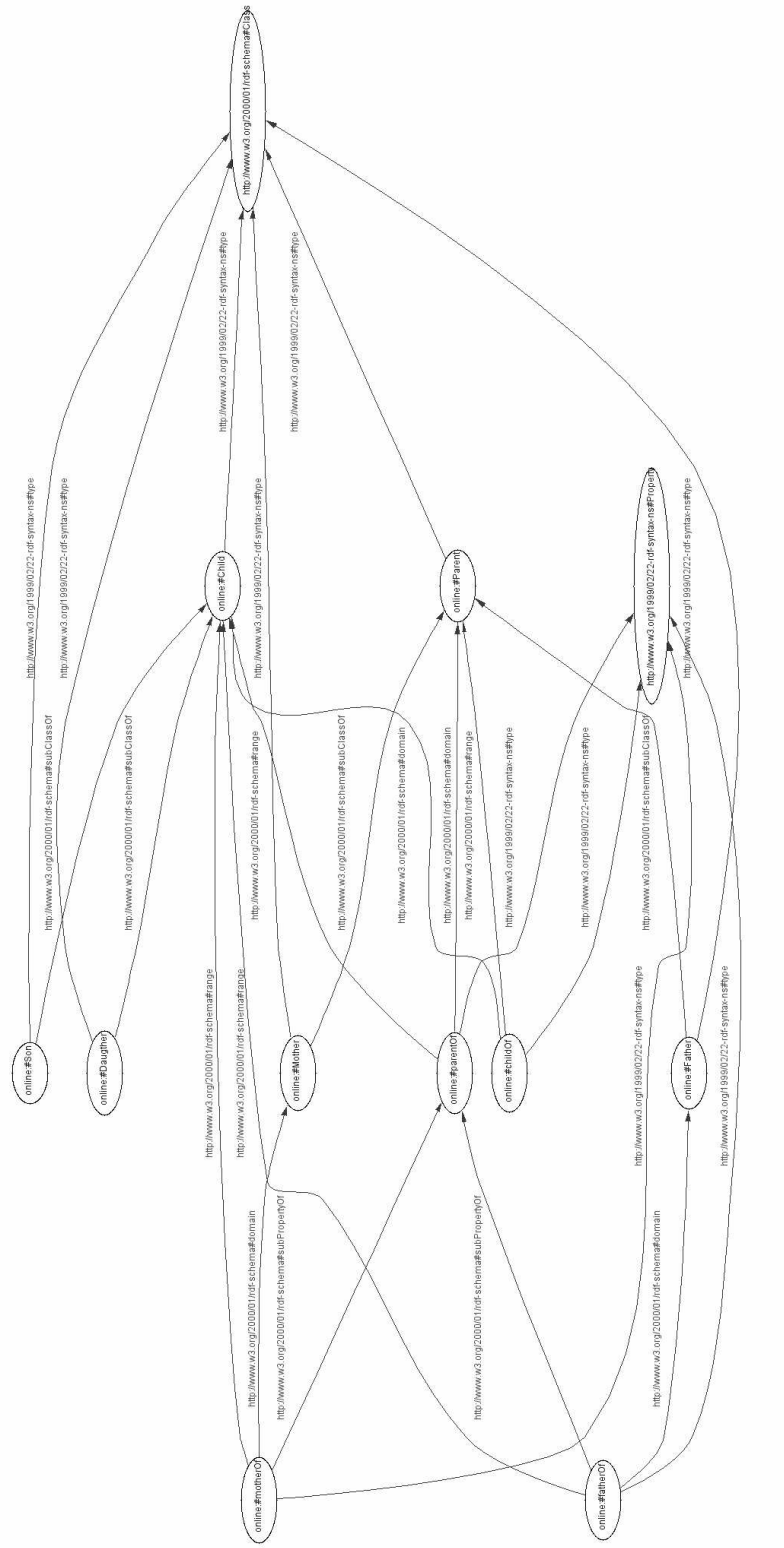 http://www.w3.org/2000/01/rdf-schema#Class
http://www.w3.org/1999/02/22-rdf-syntax-ns#type
http://www.w3.org/1999/02/22-rdf-syntax-ns#type
http://www.w3.org/1999/02/22-rdf-syntax-ns#type
http://www.w3.org/1999/02/22-rdf-syntax-ns#type
online:#Child
http://www.w3.org/1999/02/22-rdf-syntax-ns#type
online:#Parent
http://www.w3.org/1999/02/22-rdf-syntax-ns#Property
http://www.w3.org/1999/02/22-rdf-syntax-ns#type
http://www.w3.org/2000/01/rdf-schema#subClassOf
http://www.w3.org/2000/01/rdf-schema#subClassOf
http://www.w3.org/2000/01/rdf-schema#range
http://www.w3.org/2000/01/rdf-schema#subClassOf
http://www.w3.org/2000/01/rdf-schema#domain
http://www.w3.org/2000/01/rdf-schema#domain
http://www.w3.org/2000/01/rdf-schema#range
http://www.w3.org/1999/02/22-rdf-syntax-ns#type
http://www.w3.org/1999/02/22-rdf-syntax-ns#type
http://www.w3.org/2000/01/rdf-schema#subClassOf
online:#Son
online:#Daugther
http://www.w3.org/2000/01/rdf-schema#range
http://www.w3.org/2000/01/rdf-schema#range
online:#Mother
online:#parentOf
online:#childOf
http://www.w3.org/1999/02/22-rdf-syntax-ns#type
online:#Father
http://www.w3.org/1999/02/22-rdf-syntax-ns#type
http://www.w3.org/2000/01/rdf-schema#domain
http://www.w3.org/2000/01/rdf-schema#subPropertyOf
http://www.w3.org/2000/01/rdf-schema#subPropertyOf
http://www.w3.org/2000/01/rdf-schema#domain
online:#motherOf
online:#fatherOf